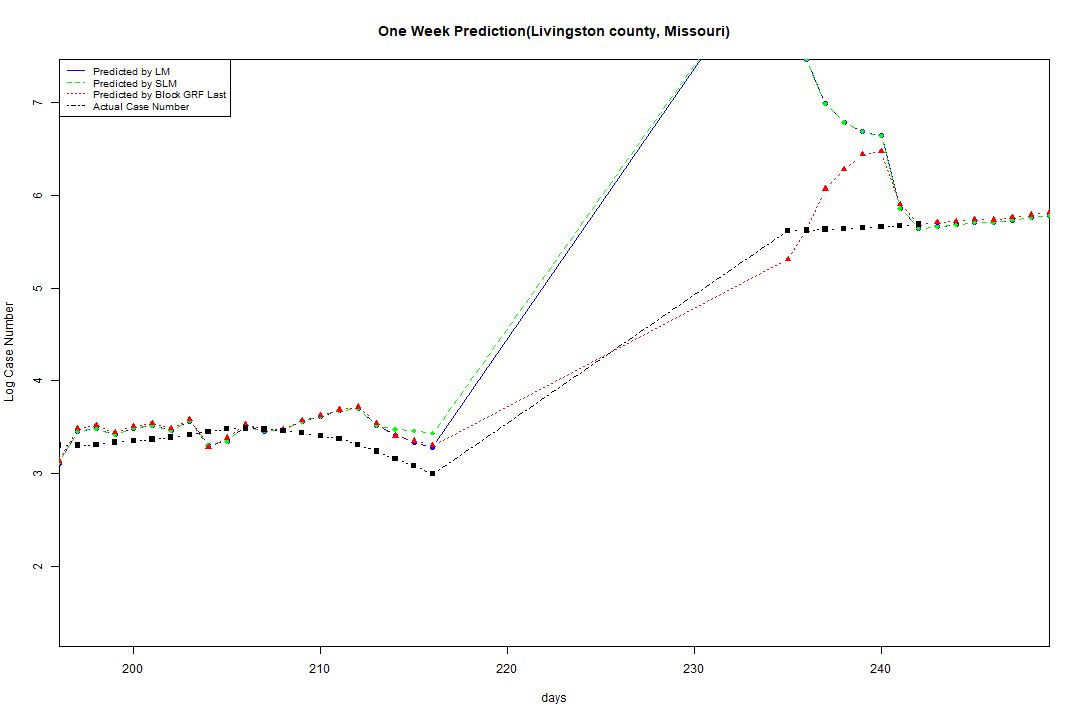 One Week Prediction(Livingston county, Missouri)
Predicted by LM
Predicted by SLM
Predicted by Block GRF Last
Actual Case Number
7
6
5
4
3
2
Log Case Number
200 210 220 230 240
days